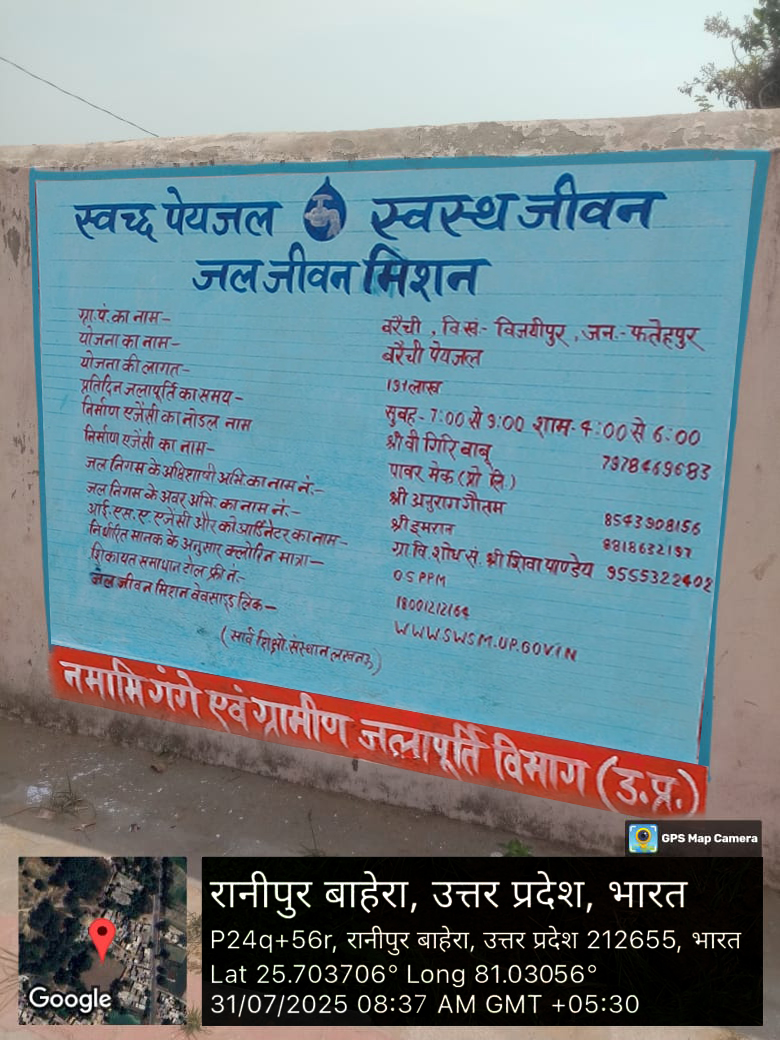 स्वच्छ पेयजल स्वस्थ जीवन
जल जीवन मिशन
ग्रा.पं. का नाम- बरैची , वि.सं.- विजयीपुर , जन.- फतेहपुर
योजना का नाम- बरैची पेयजल
योजना की लागत- 191 लाख
प्रतिदिन जलापूर्ति का समय- सुबह- 7:00 से 9:00 शाम- 4:00 से 6:00
निर्माण एजेंसी का नोडल नाम श्री वी गिरि बाबू 7978469683
निर्माण एजेंसी का नाम- पावर मेक (प्रो लि)
जल निगम के अधिशाषी अभि का नाम नं:- श्री अनुराग गौतम 8543908156
जल निगम के अवर अभि. का नाम नं:- श्री इमरान 8818632197
आई.एस.ए. एजेंसी और को आर्डिनेटर का नाम- ग्रा वि. शोध सं. श्री शिवा पाण्डेय 9555322402
निर्धारित मानक के अनुसार क्लोरिन मात्रा- 0.5 PPM
शिकायत समाधान टोल फ्री नं:- 18001212164
जल जीवन मिशन वेवसाइड लिंक- WWW.SWSM.UP.GOV.IN
( सार्व शिक्षो. संस्थान लखनऊ )
नमामि गंगे एवं ग्रामीण जलापूर्ति विभाग (उ.प्र.)
GPS Map Camera
रानीपुर बाहेरा, उत्तर प्रदेश, भारत
P24q+56r, रानीपुर बाहेरा, उत्तर प्रदेश 212655, भारत
Lat 25.703706° Long 81.03056°
31/07/2025 08:37 AM GMT +05:30
Google